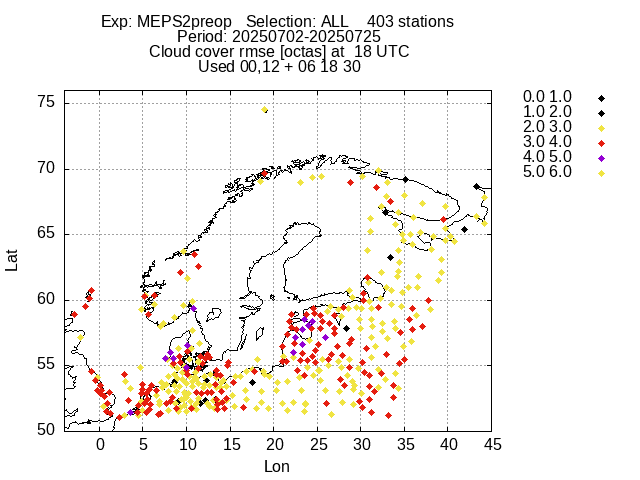 Exp: MEPS2preop   Selection: ALL    403 stations
Period: 20250702-20250725
Cloud cover rmse [octas] at  18 UTC
Used 00,12 + 06 18 30
75
70
65
60
55
50
Lat
0 5 10 15 20 25 30 35 40 45
Lon
0.0 1.0
1.0 2.0
2.0 3.0
3.0 4.0
4.0 5.0
5.0 6.0